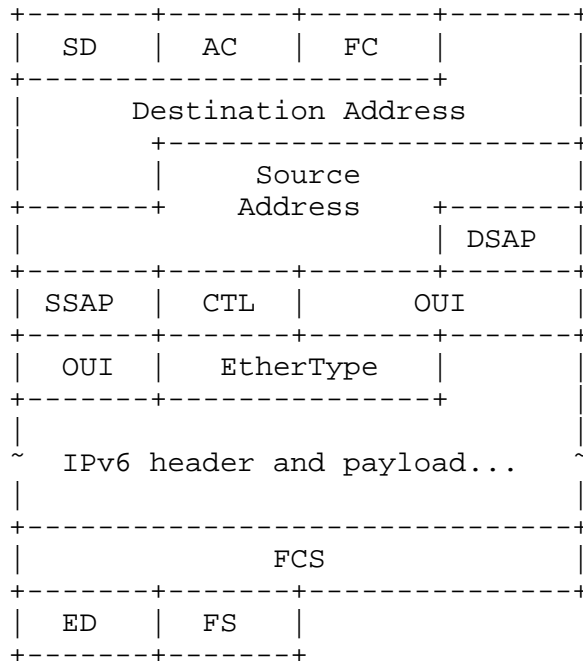 SD AC FC
Destination Address
Source
Address
DSAP
SSAP CTL OUI
OUI EtherType
~ IPv6 header and payload... ~
FCS
ED FS